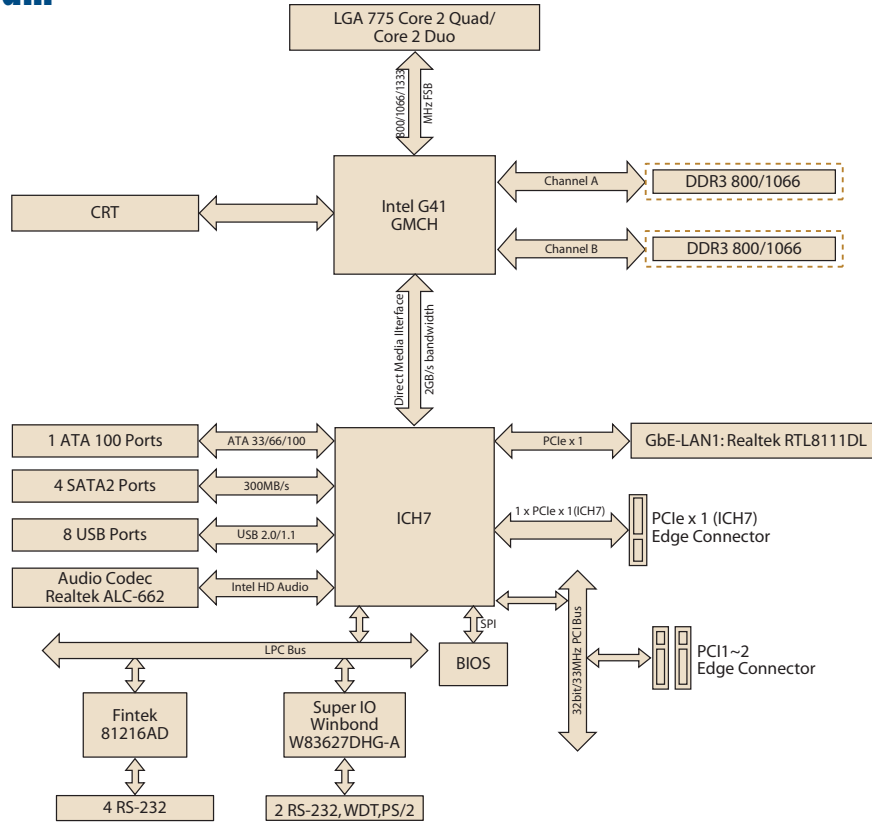 LGA 775 Core 2 Quad/
Core 2 Duo
800/1066/1333
MHz FSB
Intel G41
GMCH
CRT
Channel A
DDR3 800/1066
Channel B
DDR3 800/1066
Direct Media IIterface
2GB/s bandwidth
ICH7
1 ATA 100 Ports
ATA 33/66/100
4 SATA2 Ports
300MB/s
8 USB Ports
USB 2.0/1.1
Audio Codec
Realtek ALC-662
Intel HD Audio
PCIe x 1
GbE-LAN1: Realtek RTL8111DL
1 x PCIe x 1(ICH7)
PCIe x 1 (ICH7)
Edge Connector
SPI
BIOS
32bit/33MHz PCI Bus
PCI1~2
Edge Connector
LPC Bus
Fintek
81216AD
Super IO
Winbond
W83627DHG-A
4 RS-232
2 RS-232, WDT,PS/2